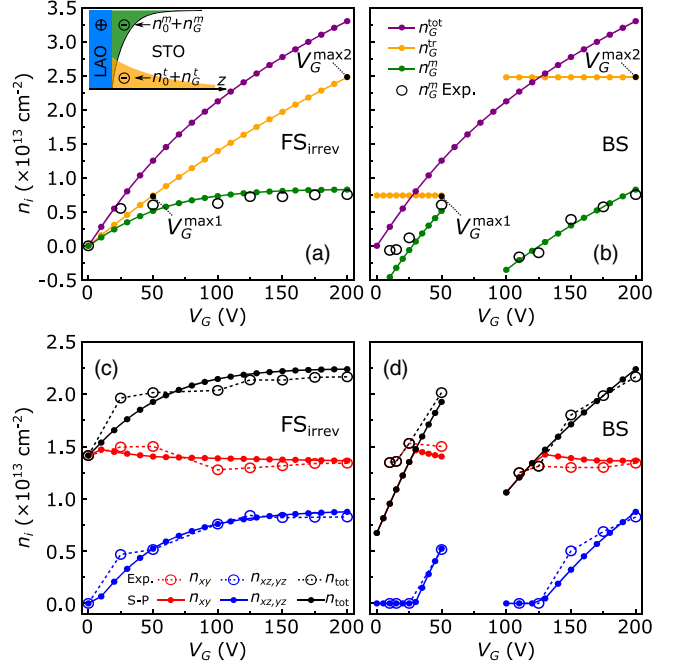 n_i (×10^13 cm^-2)
3.5
3.0
2.5
2.0
1.5
1.0
0.5
0.0
-0.5
LAO
⊕
⊖
n_0^m+n_G^m
STO
⊖
n_0^t+n_G^t
z
V_G^max2
FS_irrev
V_G^max1
(a)
0 50 100 150 200
V_G (V)
n_G^tot
n_G^tr
n_G^m
n_G^m Exp.
V_G^max2
BS
V_G^max1
(b)
0 50 100 150 200
V_G (V)
n_i (×10^13 cm^-2)
2.5
2.0
1.5
1.0
0.5
0.0
(c)
FS_irrev
Exp. n_xy n_xz,yz n_tot
S-P n_xy n_xz,yz n_tot
0 50 100 150 200
V_G (V)
(d)
BS
0 50 100 150 200
V_G (V)